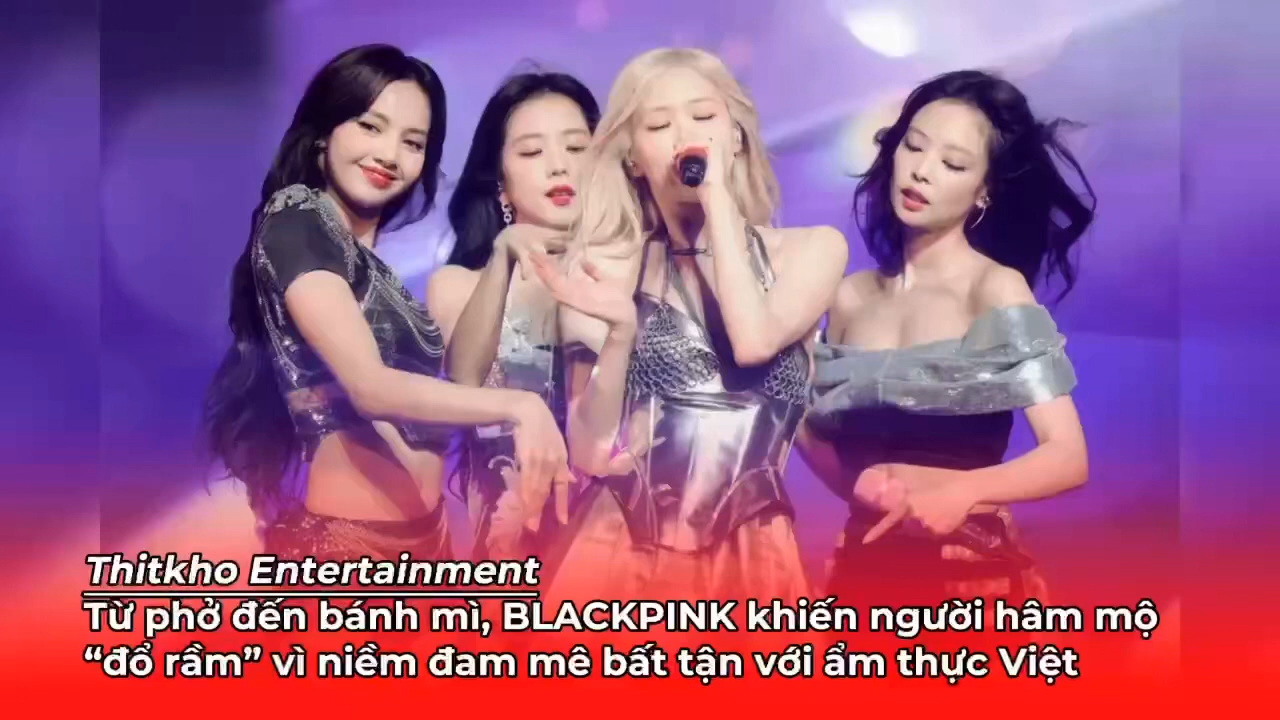 Thitkho Entertainment
Từ phở đến bánh mì, BLACKPINK khiến người hâm mộ
“đổ rầm” vì niềm đam mê bất tận với ẩm thực Việt